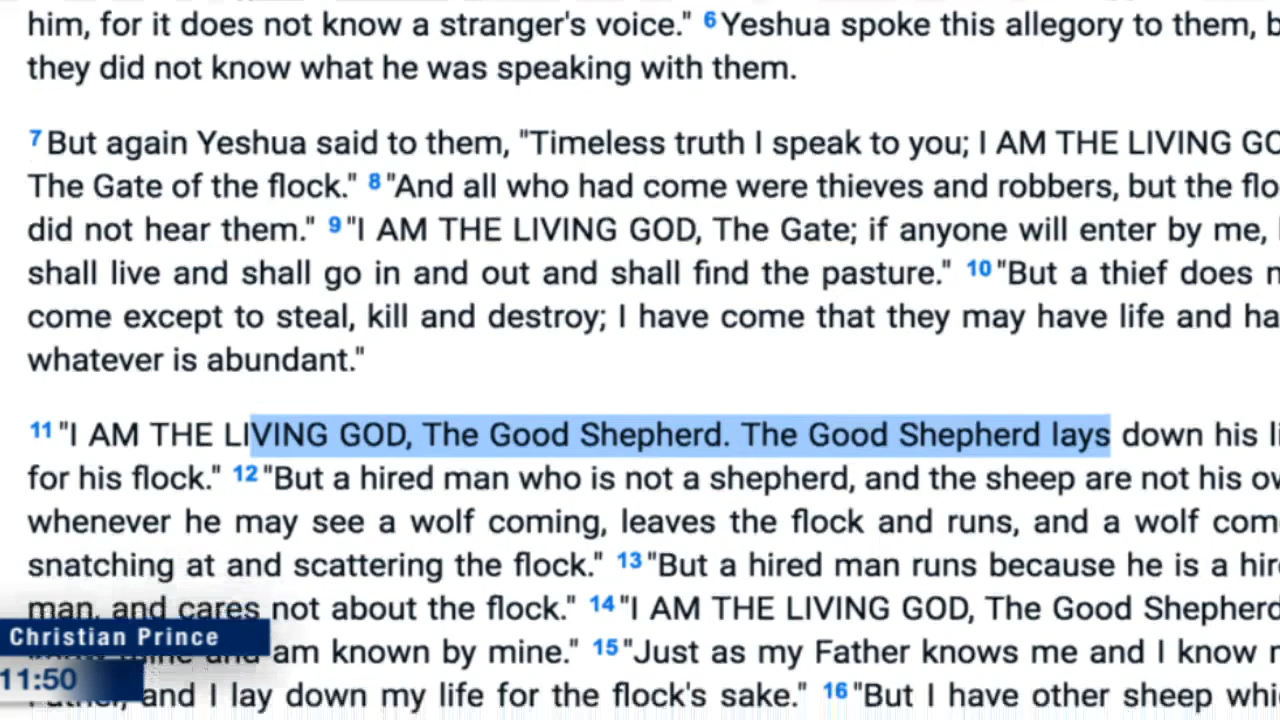 him, for it does not know a stranger's voice." 6 Yeshua spoke this allegory to them, b
they did not know what he was speaking with them.
7 But again Yeshua said to them, "Timeless truth I speak to you; I AM THE LIVING GO
The Gate of the flock." 8 "And all who had come were thieves and robbers, but the flo
did not hear them." 9 "I AM THE LIVING GOD, The Gate; if anyone will enter by me,
shall live and shall go in and out and shall find the pasture." 10 "But a thief does n
come except to steal, kill and destroy; I have come that they may have life and ha
whatever is abundant."
11 "I AM THE LIVING GOD, The Good Shepherd. The Good Shepherd lays down his li
for his flock." 12 "But a hired man who is not a shepherd, and the sheep are not his ow
whenever he may see a wolf coming, leaves the flock and runs, and a wolf com
snatching at and scattering the flock." 13 "But a hired man runs because he is a hire
man, and cares not about the flock." 14 "I AM THE LIVING GOD, The Good Shepherd
Christian Prince
am known by mine." 15 "Just as my Father knows me and I know
11:50
and I lay down my life for the flock's sake." 16 "But I have other sheep whi